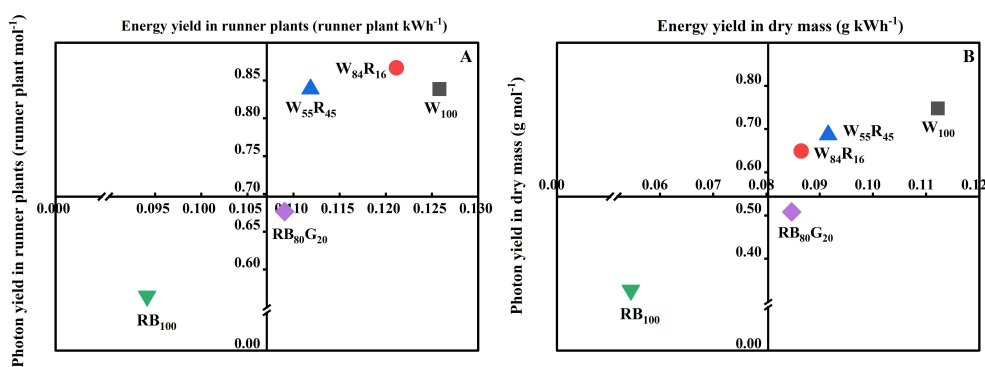 Energy yield in runner plants (runner plant kWh⁻¹)
Photon yield in runner plants (runner plant mol⁻¹)
A
0.85
W₈₄R₁₆
W₅₅R₄₅
W₁₀₀
0.80
0.75
0.70
0.000 0.095 0.100 0.105 0.110 0.115 0.120 0.125 0.130
RB₈₀G₂₀
0.65
0.60
RB₁₀₀
0.00
Energy yield in dry mass (g kWh⁻¹)
Photon yield in dry mass (g mol⁻¹)
B
0.80
W₁₀₀
0.70
W₅₅R₄₅
W₈₄R₁₆
0.60
0.00 0.06 0.07 0.08 0.09 0.10 0.11 0.12
0.50
RB₈₀G₂₀
0.40
RB₁₀₀
0.00